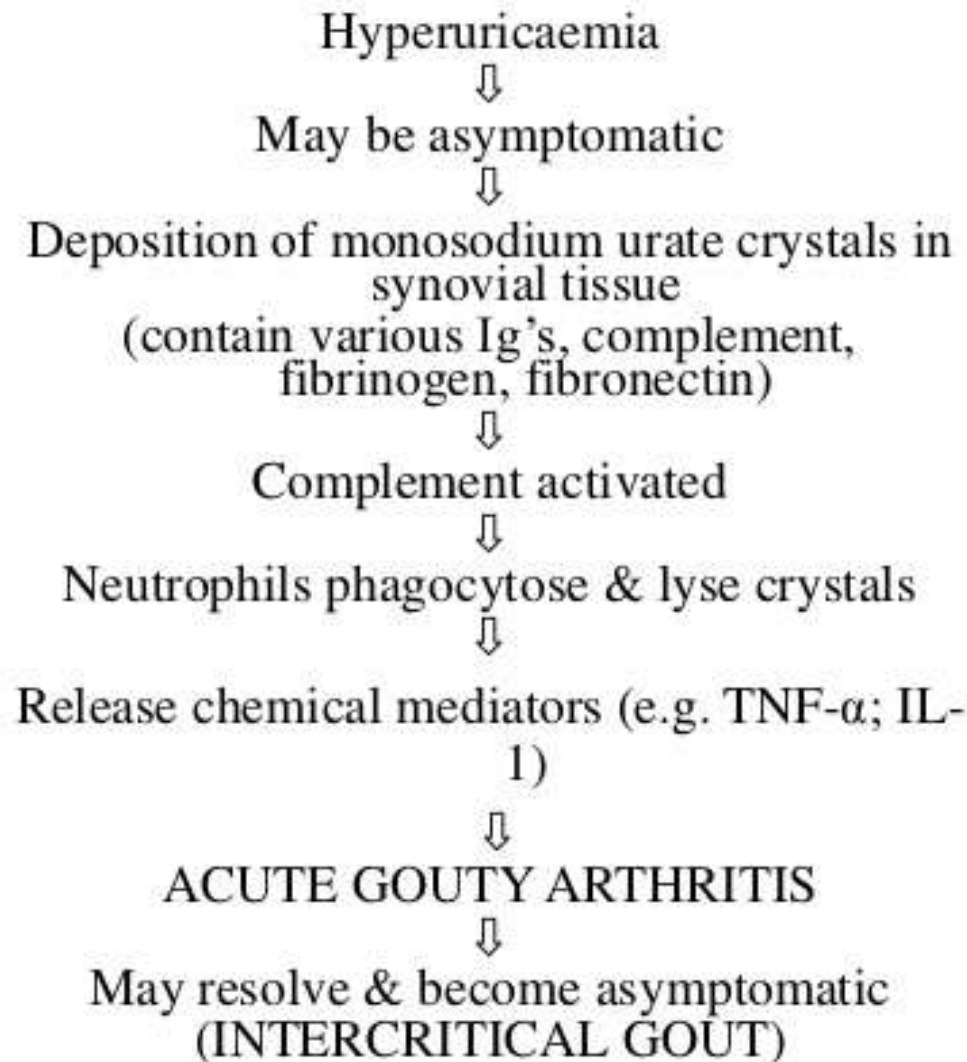 Hyperuricaemia
⇩
May be asymptomatic
⇩
Deposition of monosodium urate crystals in
synovial tissue
(contain various Ig's, complement,
fibrinogen, fibronectin)
⇩
Complement activated
⇩
Neutrophils phagocytose & lyse crystals
⇩
Release chemical mediators (e.g. TNF-α; IL-
1)
⇩
ACUTE GOUTY ARTHRITIS
⇩
May resolve & become asymptomatic
(INTERCRITICAL GOUT)